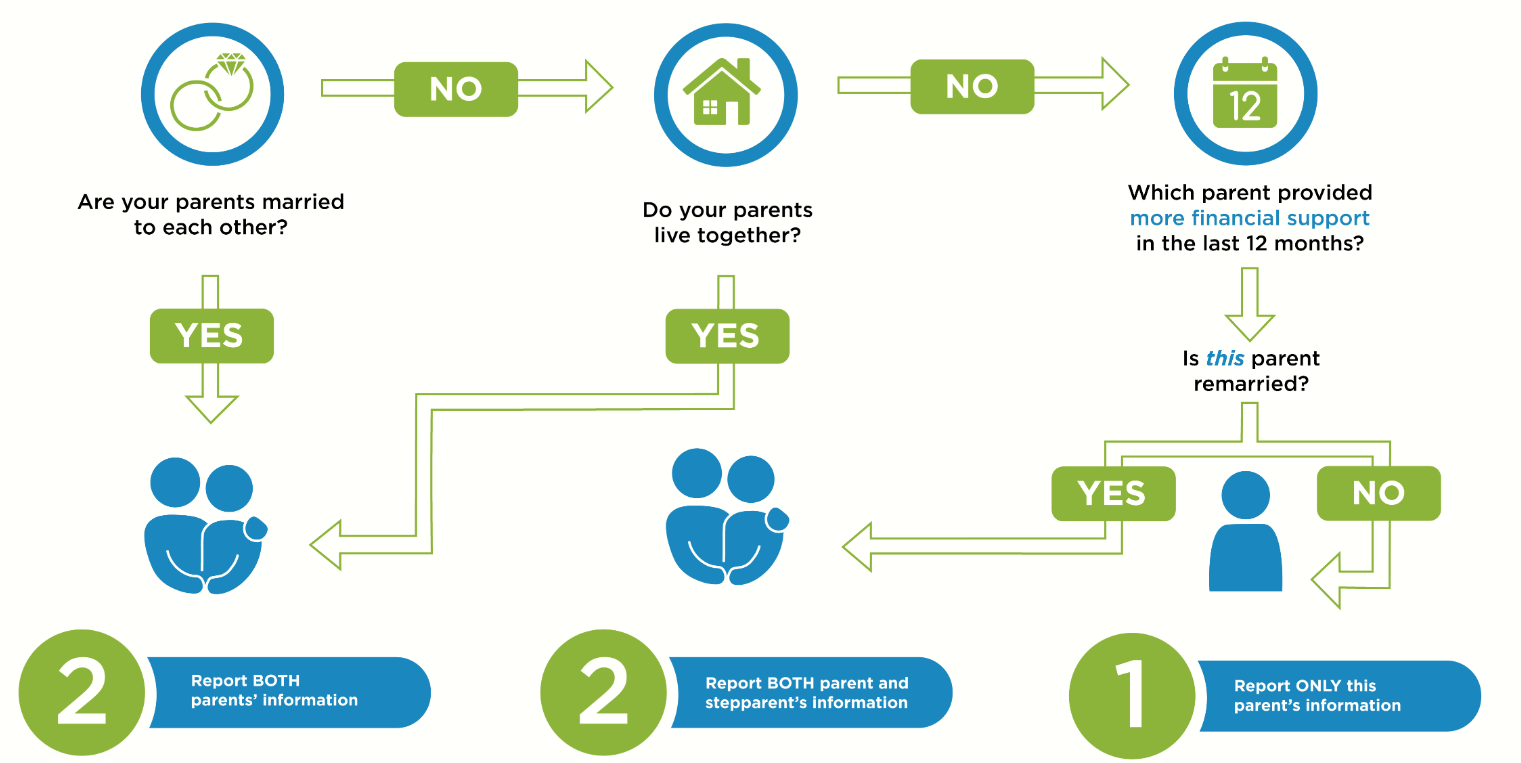 NO
NO
12
Are your parents married
to each other?
Do your parents
live together?
Which parent provided
more financial support
in the last 12 months?
YES
YES
Is this parent
remarried?
YES
NO
2
Report BOTH
parents’ information
2
Report BOTH parent and
stepparent’s information
1
Report ONLY this
parent’s information